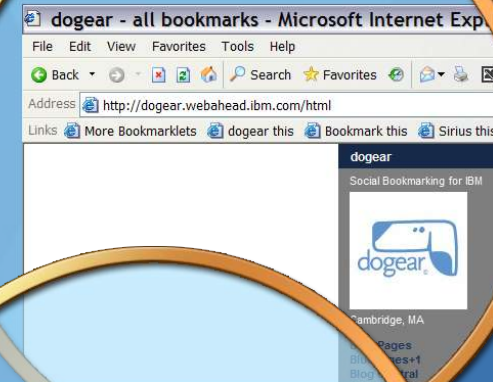 dogear - all bookmarks - Microsoft Internet Exp
File Edit View Favorites Tools Help
Back Search Favorites
Address http://dogear.webahead.ibm.com/html
Links More Bookmarklets dogear this Bookmark this Sirius this
dogear
Social Bookmarking for IBM
dogear
Cambridge, MA
Pages